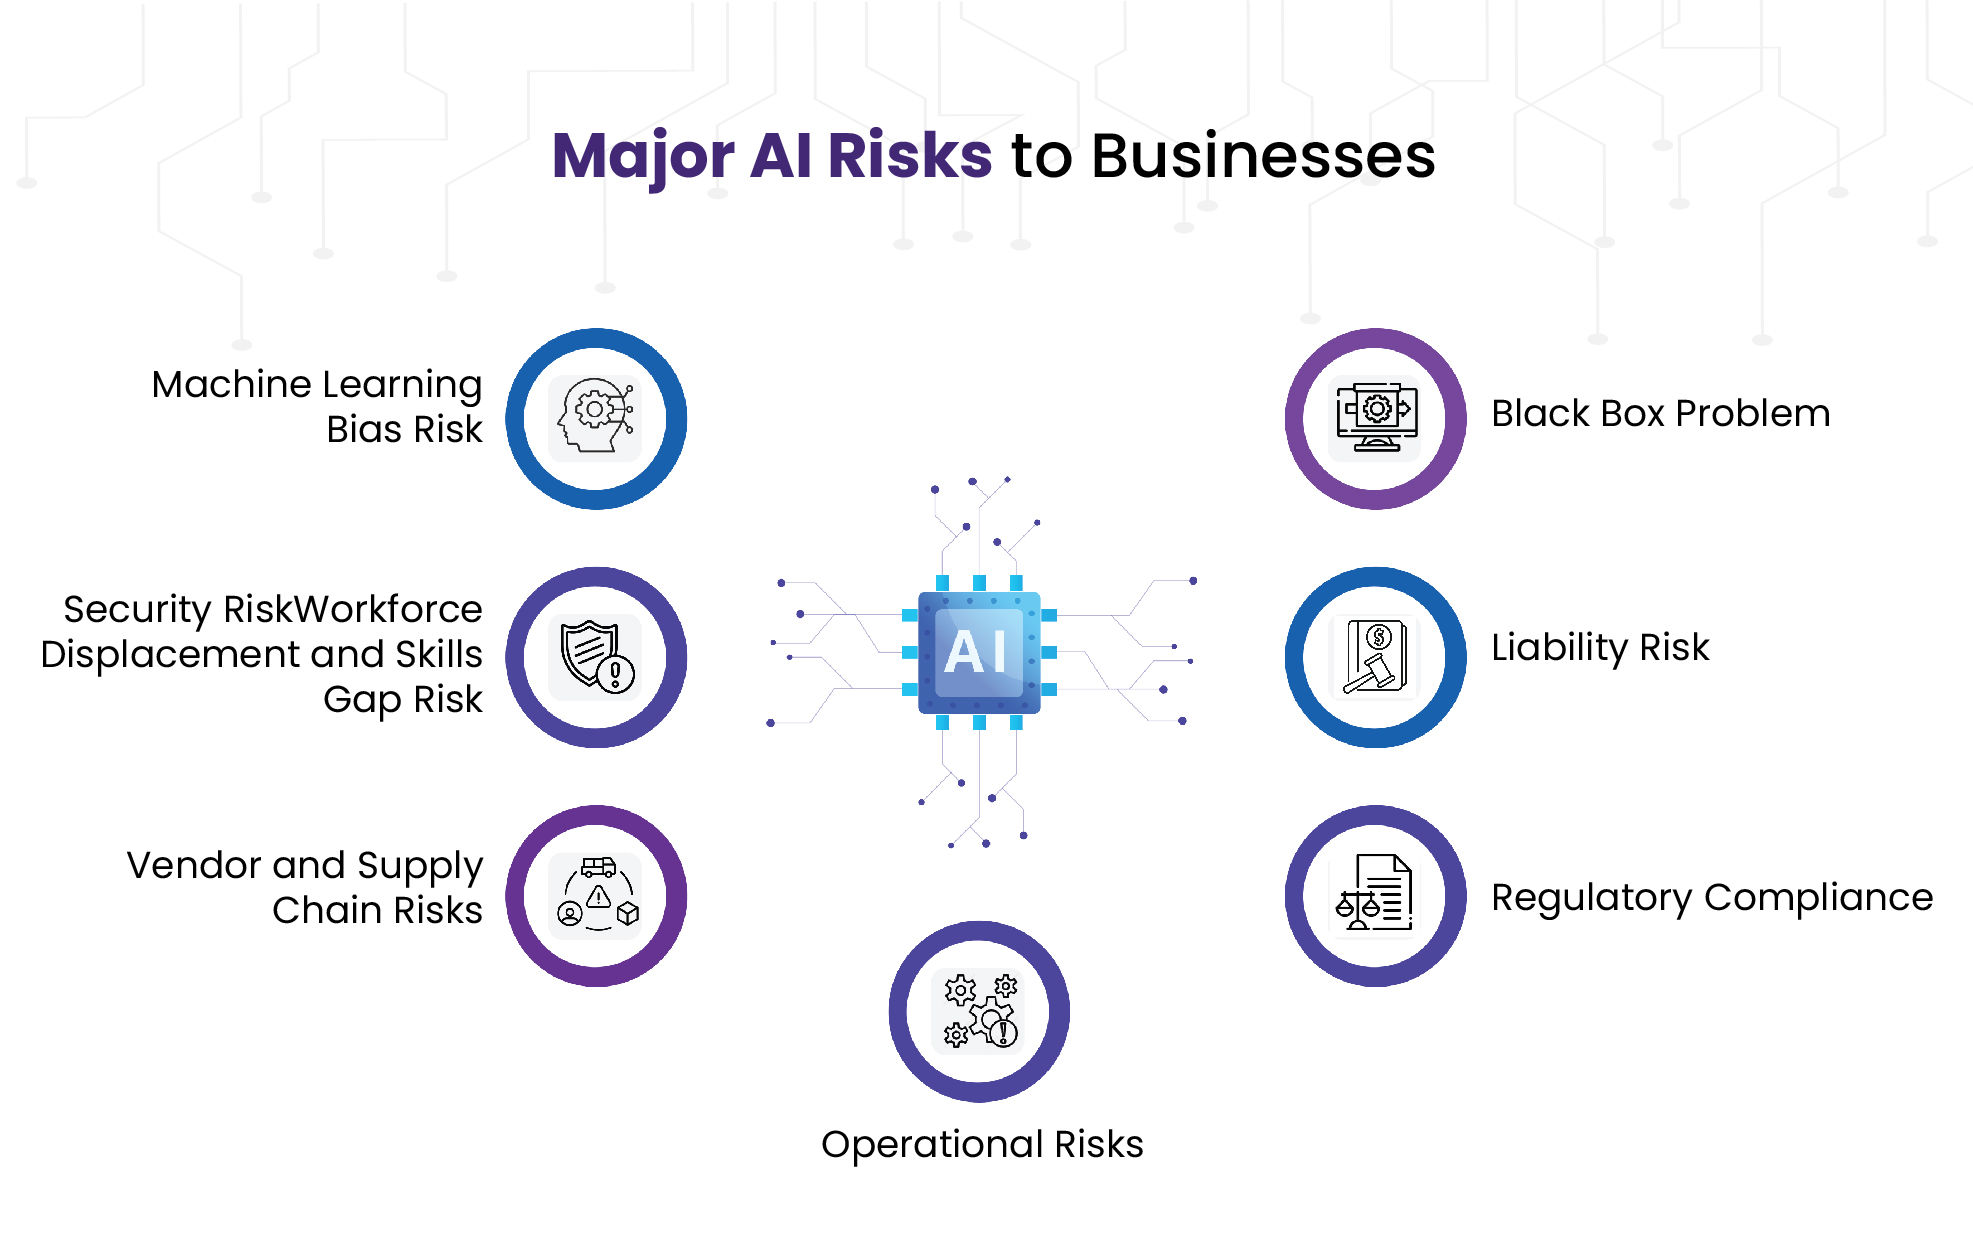 Major AI Risks to Businesses
Machine Learning
Bias Risk
Security RiskWorkforce
Displacement and Skills
Gap Risk
Vendor and Supply
Chain Risks
AI
Operational Risks
Black Box Problem
Liability Risk
Regulatory Compliance